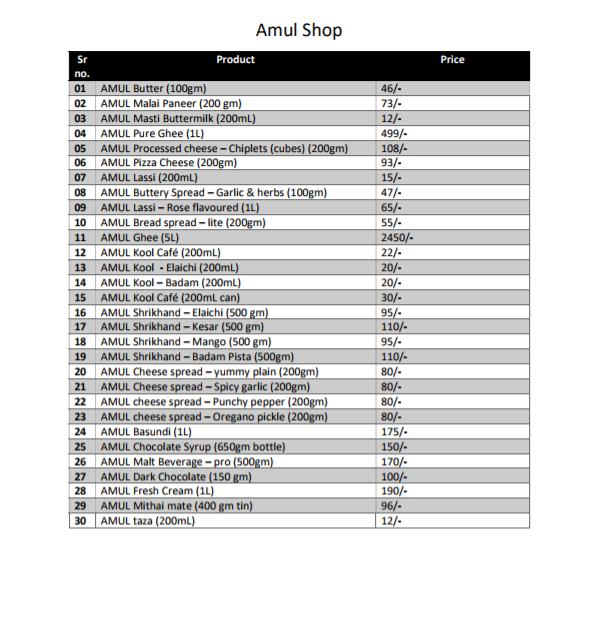 Amul Shop
Sr no. Product Price
01 AMUL Butter (100gm) 46/-
02 AMUL Malai Paneer (200 gm) 73/-
03 AMUL Masti Buttermilk (200mL) 12/-
04 AMUL Pure Ghee (1L) 499/-
05 AMUL Processed cheese – Chiplets (cubes) (200gm) 108/-
06 AMUL Pizza Cheese (200gm) 93/-
07 AMUL Lassi (200mL) 15/-
08 AMUL Buttery Spread – Garlic & herbs (100gm) 47/-
09 AMUL Lassi – Rose flavoured (1L) 65/-
10 AMUL Bread spread – lite (200gm) 55/-
11 AMUL Ghee (5L) 2450/-
12 AMUL Kool Café (200mL) 22/-
13 AMUL Kool - Elaichi (200mL) 20/-
14 AMUL Kool – Badam (200mL) 20/-
15 AMUL Kool Café (200mL can) 30/-
16 AMUL Shrikhand – Elaichi (500 gm) 95/-
17 AMUL Shrikhand – Kesar (500 gm) 110/-
18 AMUL Shrikhand – Mango (500 gm) 95/-
19 AMUL Shrikhand – Badam Pista (500gm) 110/-
20 AMUL Cheese spread – yummy plain (200gm) 80/-
21 AMUL Cheese spread – Spicy garlic (200gm) 80/-
22 AMUL cheese spread – Punchy pepper (200gm) 80/-
23 AMUL cheese spread – Oregano pickle (200gm) 80/-
24 AMUL Basundi (1L) 175/-
25 AMUL Chocolate Syrup (650gm bottle) 150/-
26 AMUL Malt Beverage – pro (500gm) 170/-
27 AMUL Dark Chocolate (150 gm) 100/-
28 AMUL Fresh Cream (1L) 190/-
29 AMUL Mithai mate (400 gm tin) 96/-
30 AMUL taza (200mL) 12/-